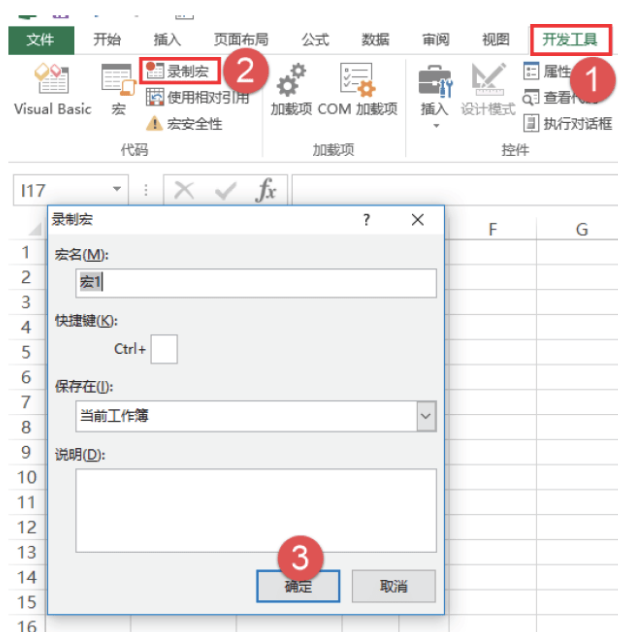 文件 开始 插入 页面布局 公式 数据 审阅 视图 开发工具
1
2
录制宏
属性
使用相对引用
查看代码
宏安全性
执行对话框
Visual Basic 宏 加载项 COM 加载项 插入 设计模式
代码 加载项 控件
I17 fx
录制宏 ? ×
F G
宏名(M):
宏1
快捷键(K):
Ctrl+
保存在(I):
当前工作簿
说明(D):
3
确定 取消
1
2
3
4
5
6
7
8
9
10
11
12
13
14
15
16